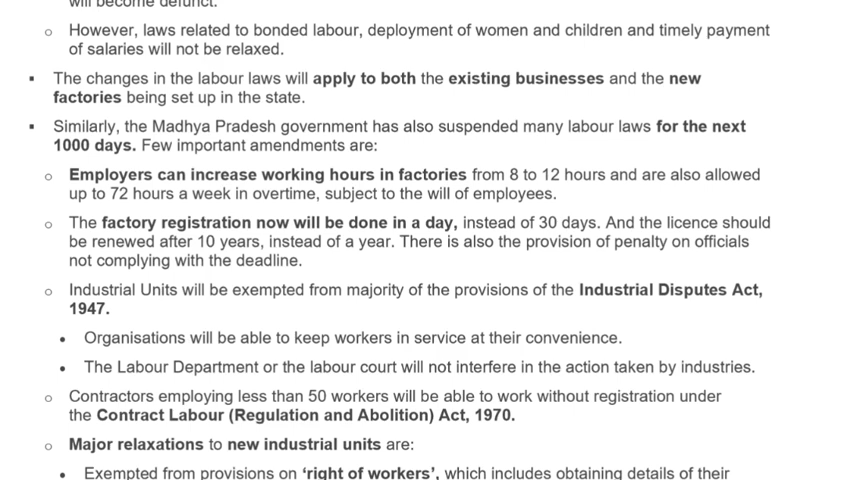 will become defunct.
o However, laws related to bonded labour, deployment of women and children and timely payment
of salaries will not be relaxed.
▪ The changes in the labour laws will apply to both the existing businesses and the new
factories being set up in the state.
▪ Similarly, the Madhya Pradesh government has also suspended many labour laws for the next
1000 days. Few important amendments are:
o Employers can increase working hours in factories from 8 to 12 hours and are also allowed
up to 72 hours a week in overtime, subject to the will of employees.
o The factory registration now will be done in a day, instead of 30 days. And the licence should
be renewed after 10 years, instead of a year. There is also the provision of penalty on officials
not complying with the deadline.
o Industrial Units will be exempted from majority of the provisions of the Industrial Disputes Act,
1947.
• Organisations will be able to keep workers in service at their convenience.
• The Labour Department or the labour court will not interfere in the action taken by industries.
o Contractors employing less than 50 workers will be able to work without registration under
the Contract Labour (Regulation and Abolition) Act, 1970.
o Major relaxations to new industrial units are:
• Exempted from provisions on ‘right of workers’, which includes obtaining details of their